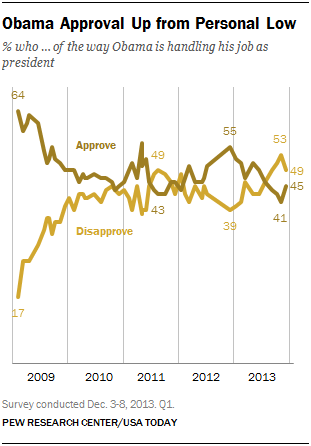 Obama Approval Up from Personal Low
% who ... of the way Obama is handling his job as
president
64
Approve
49
55
53
49
45
43
41
39
Disapprove
17
2009 2010 2011 2012 2013
Survey conducted Dec. 3-8, 2013. Q1.
PEW RESEARCH CENTER/USA TODAY